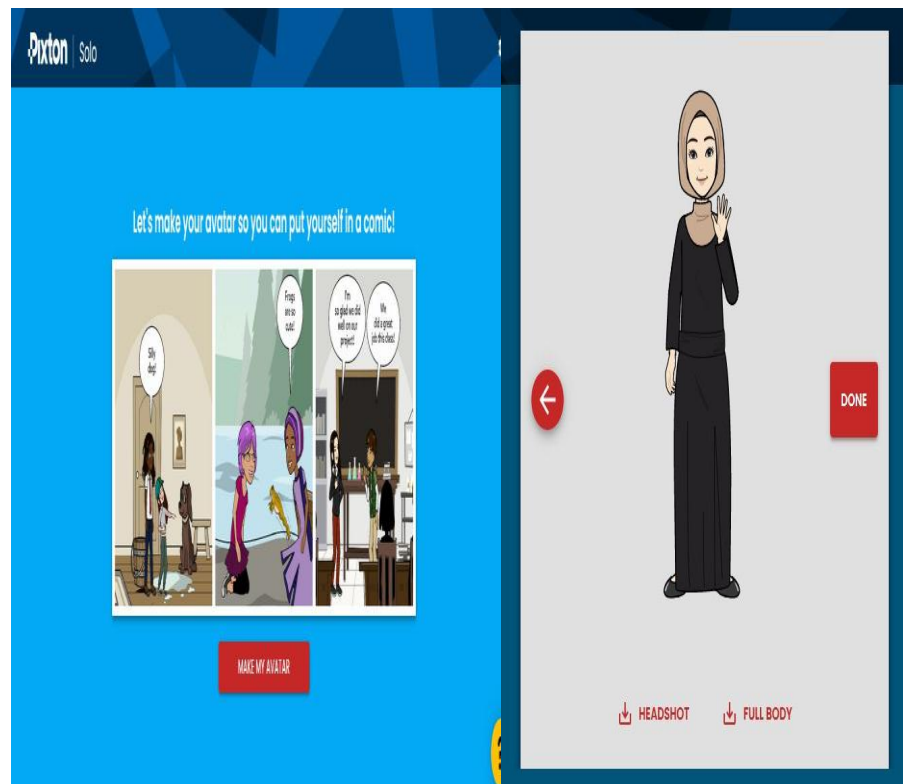 Pixton | Solo
Let's make your avatar so you can put yourself in a comic!
Silly
dog!
Frogs
are so
cute!
I'm
so glad we did
well on our
project!
We
did a great
job this class!
MAKE MY AVATAR
DONE
HEADSHOT
FULL BODY